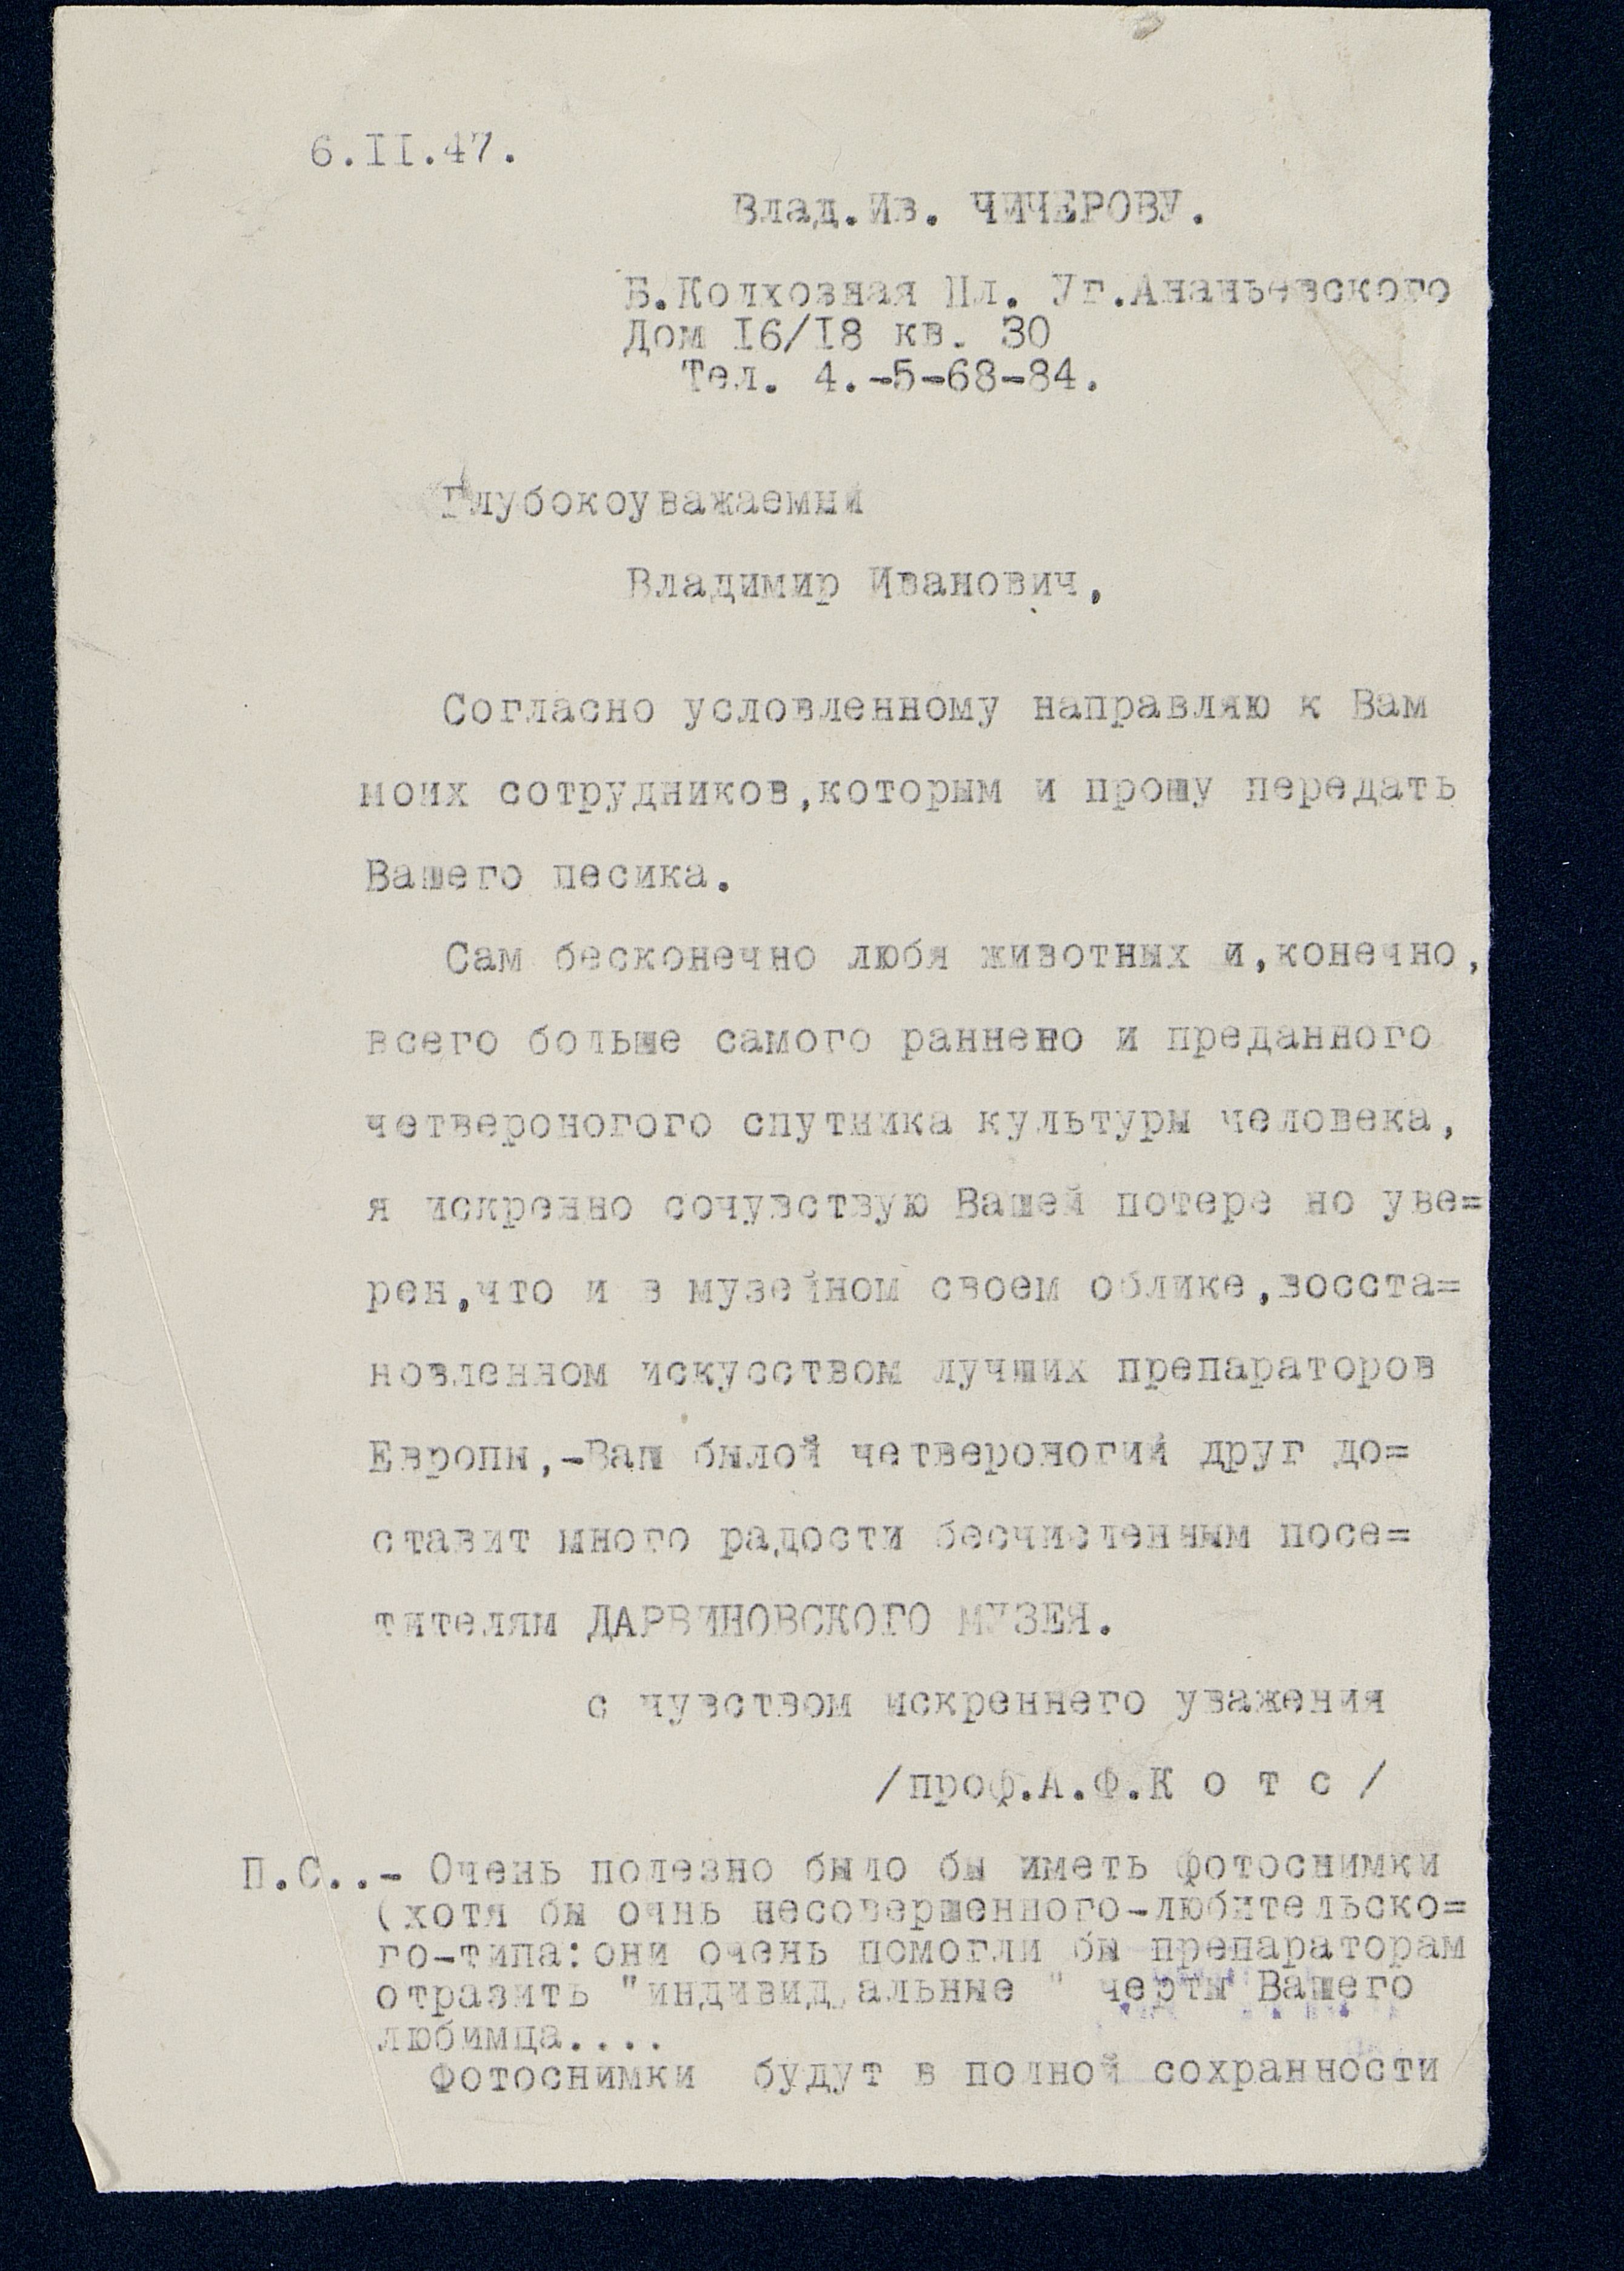 6.II.47.
Влад.Ив. ЧИЧЕРОВУ.
Б.Колхозная Пл. Уг.Ананьевского
Дом I6/I8 кв. 30
Тел. 4.-5-68-84.
Глубокоуважаемый
Владимир Иванович,
Согласно условленному направляю к Вам
моих сотрудников,которым и прошу передать
Вашего песика.
Сам бесконечно любя животных и,конечно,
всего больше самого раннено и преданного
четвероногого спутника культуры человека,
я искренно сочувствую Вашей потере но уве=
рен,что и в музейном своем облике,восста=
новленном искусством лучших препараторов
Европы,-Ваш былой четвероногий друг до=
ставит много радости бесчисленным посе=
тителям ДАРВИНОВСКОГО МУЗЕЯ.
с чувством искреннего уважения
/проф.А.Ф.К о т с /
П.С..- Очень полезно было бы иметь фотоснимки
(хотя бы очнь несовершенного-любительско=
го-типа:они очень помогли бы препараторам
отразить "индивид альные " черты Вашего
любимца....
Фотоснимки будут в полной сохранности